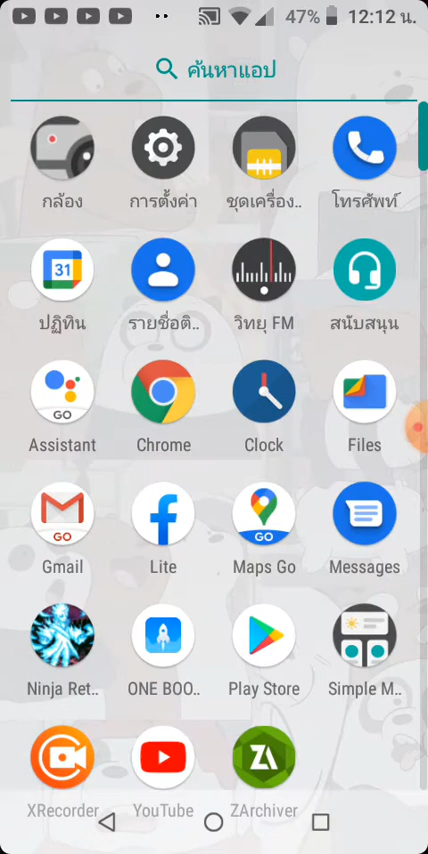 47% 12:12 น.
ค้นหาแอป
กล้อง การตั้งค่า ชุดเครื่อง.. โทรศัพท์
31
ปฏิทิน รายชื่อติ.. วิทยุ FM สนับสนุน
GO
Assistant Chrome Clock Files
GO GO
Gmail Lite Maps Go Messages
Ninja Ret.. ONE BOO.. Play Store Simple M..
ZA
XRecorder YouTube ZArchiver